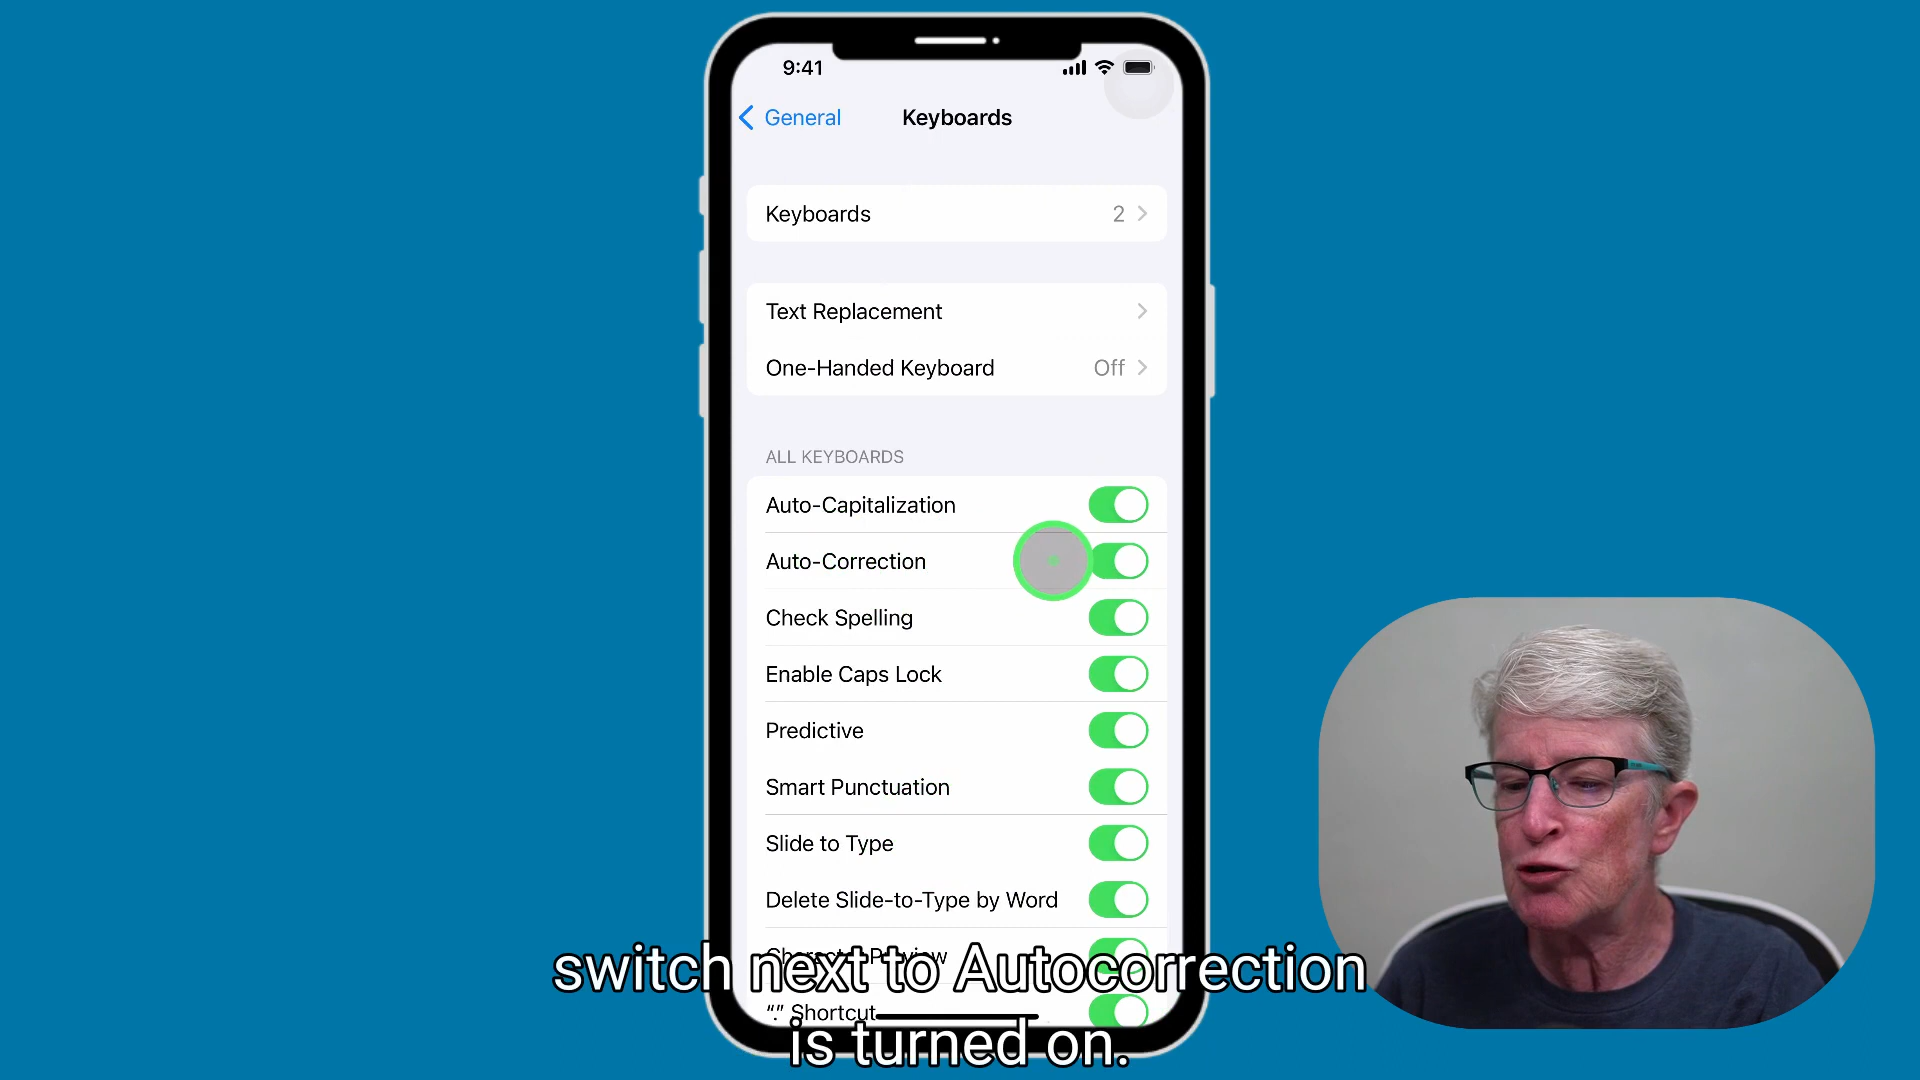 9:41
General
Keyboards
Keyboards 2
Text Replacement
One-Handed Keyboard Off
ALL KEYBOARDS
Auto-Capitalization
Auto-Correction
Check Spelling
Enable Caps Lock
Predictive
Smart Punctuation
Slide to Type
Delete Slide-to-Type by Word
Character Preview
switch next to Autocorrection
“.” Shortcut
is turned on.